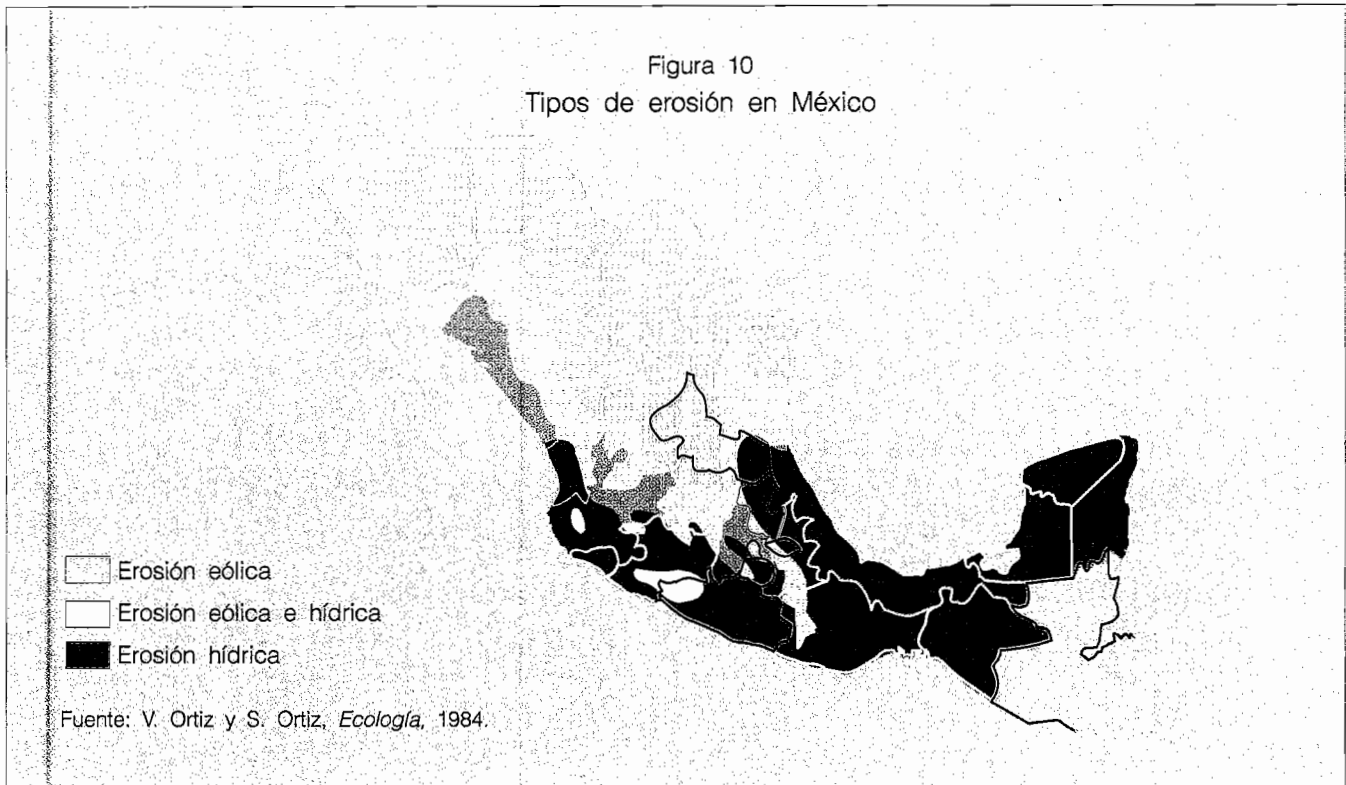 Figura 10
Tipos de erosión en México
Erosión eólica
Erosión eólica e hídrica
Erosión hídrica
Fuente: V. Ortiz y S. Ortiz, Ecología, 1984.